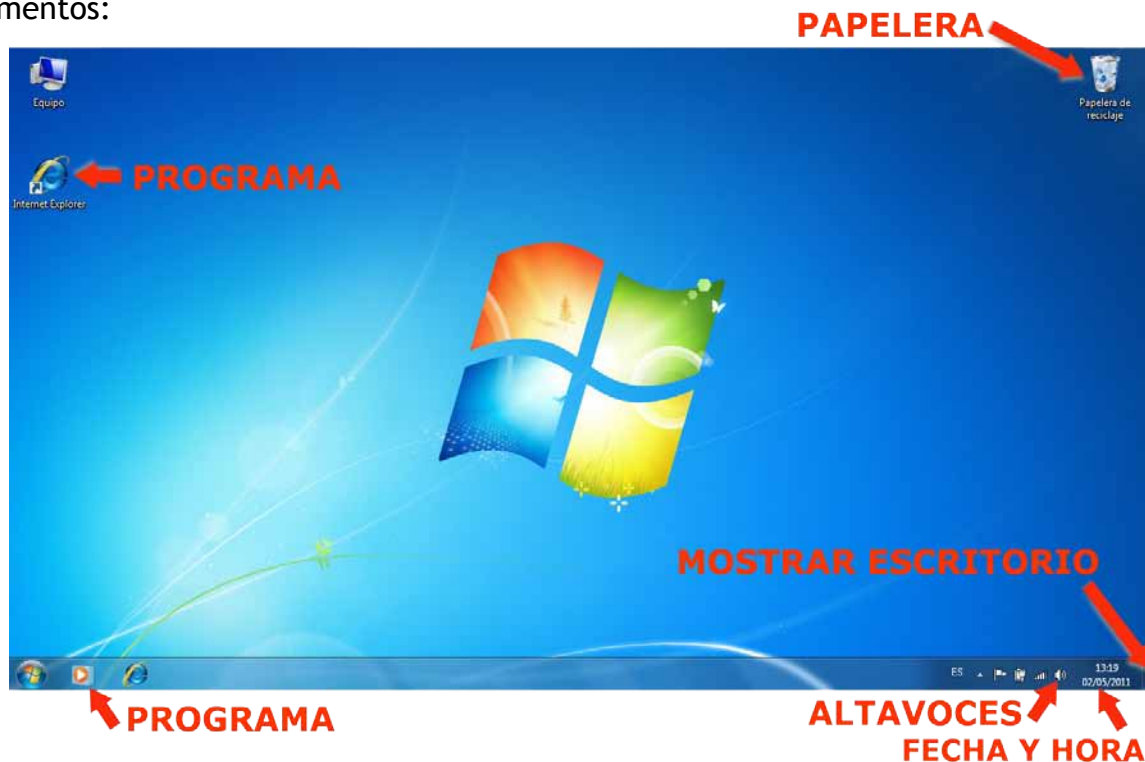 mentos:
PAPELERA
Equipo
Papelera de
reciclaje
PROGRAMA
Internet Explorer
MOSTRAR ESCRITORIO
ES
13:19
02/05/2011
PROGRAMA
ALTAVOCES
FECHA Y HORA